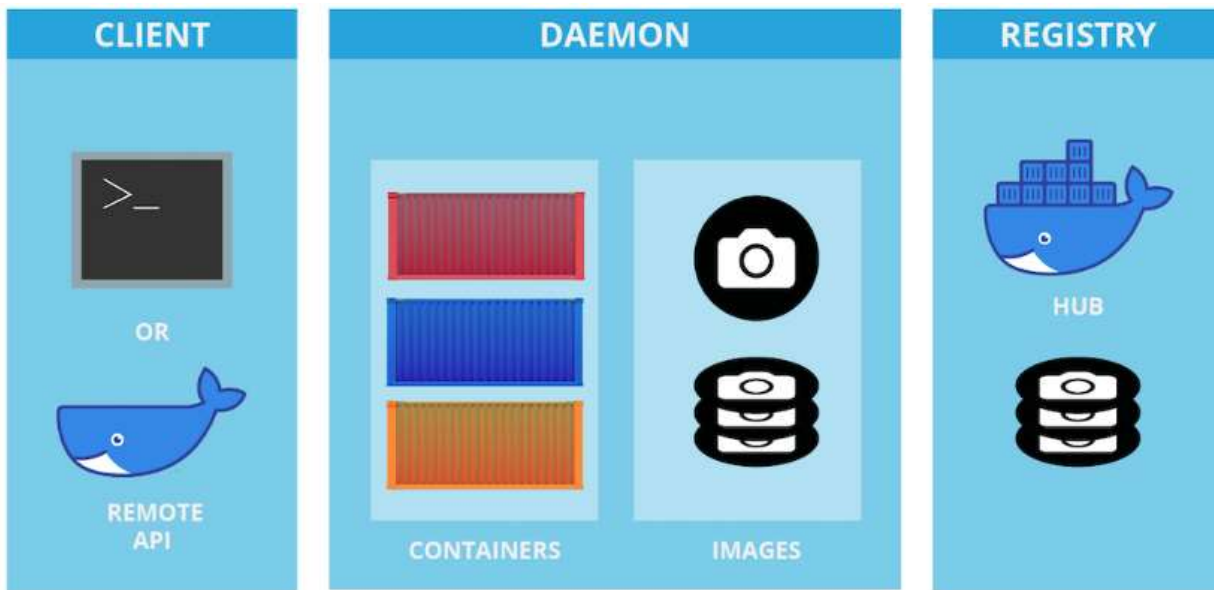 CLIENT
>_
OR
REMOTE
API
DAEMON
CONTAINERS
IMAGES
REGISTRY
HUB